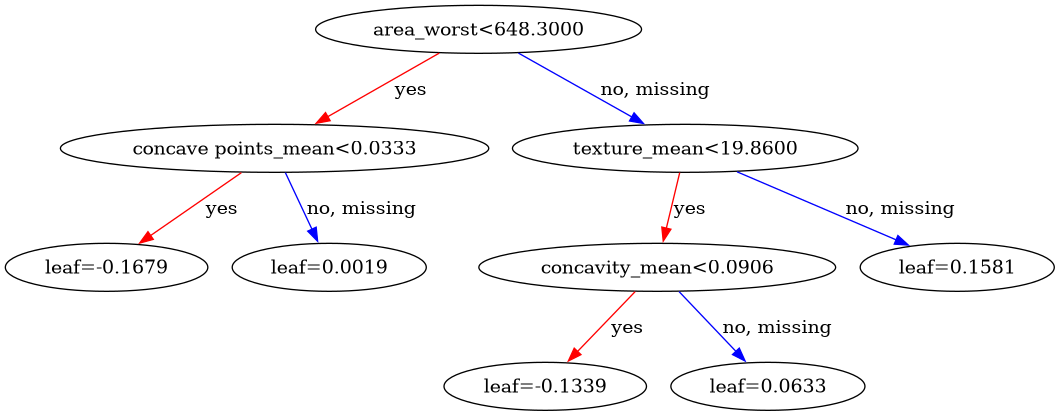 area_worst<648.3000
yes
no, missing
concave points_mean<0.0333
texture_mean<19.8600
yes
no, missing
yes
no, missing
leaf=-0.1679
leaf=0.0019
concavity_mean<0.0906
leaf=0.1581
yes
no, missing
leaf=-0.1339
leaf=0.0633